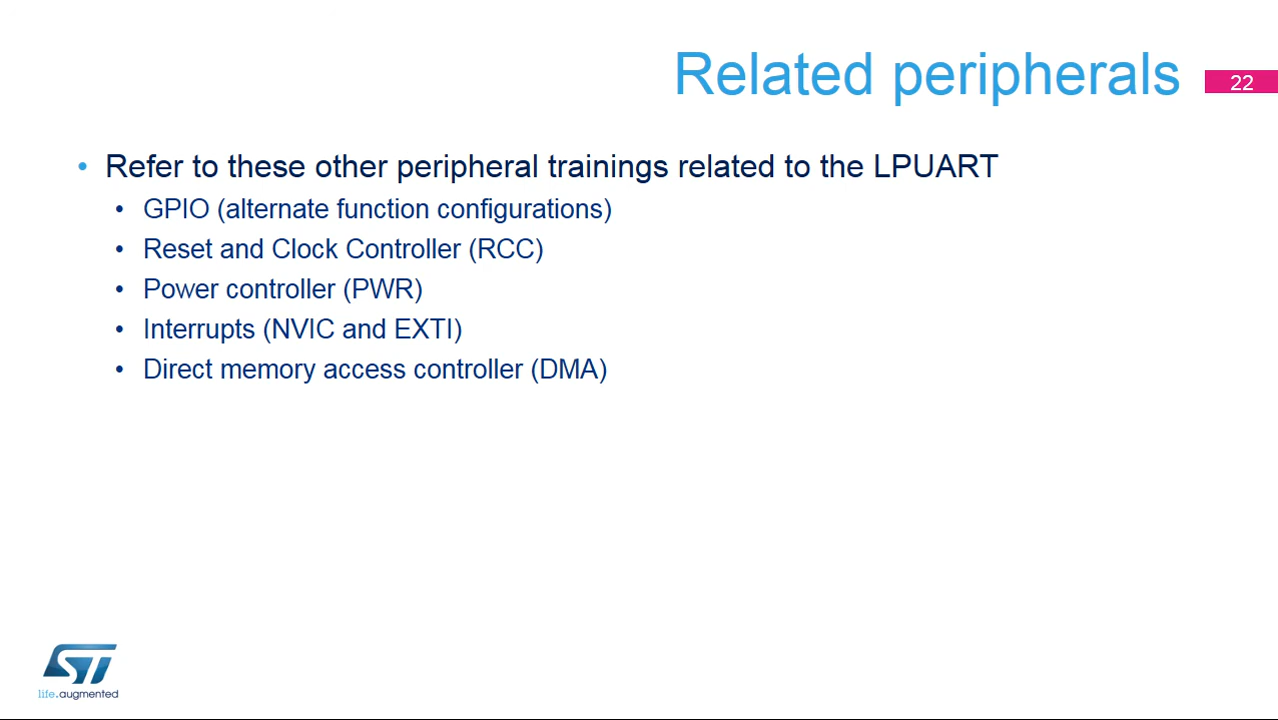 Related peripherals
22
• Refer to these other peripheral trainings related to the LPUART
• GPIO (alternate function configurations)
• Reset and Clock Controller (RCC)
• Power controller (PWR)
• Interrupts (NVIC and EXTI)
• Direct memory access controller (DMA)
ST
life.augmented